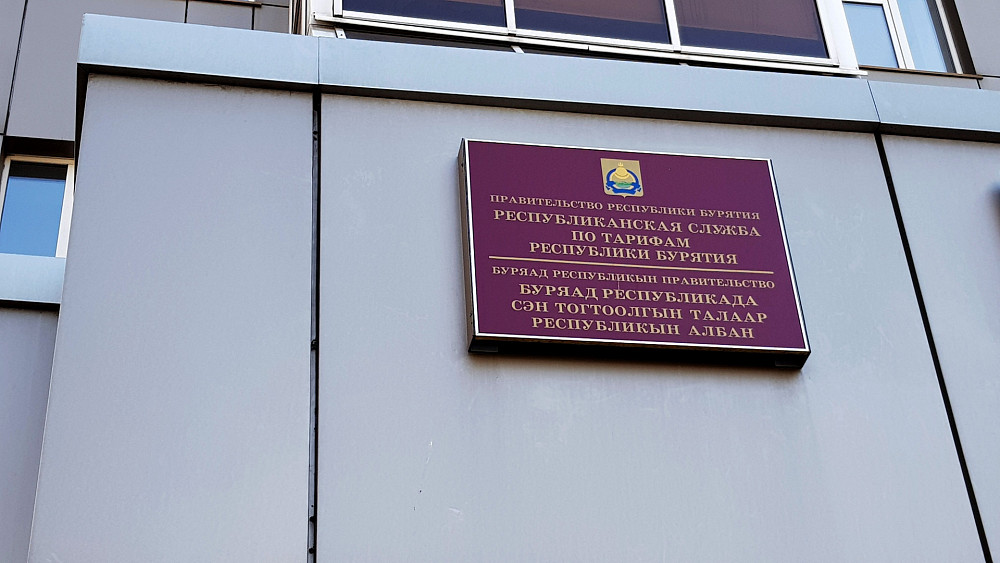 ПРАВИТЕЛЬСТВО РЕСПУБЛИКИ БУРЯТИЯ
РЕСПУБЛИКАНСКАЯ СЛУЖБА
ПО ТАРИФАМ
РЕСПУБЛИКИ БУРЯТИЯ
БУРЯАД РЕСПУБЛИКЫН ПРАВИТЕЛЬСТВО
БУРЯАД РЕСПУБЛИКАДА
СЭН ТОГТООЛГЫН ТАЛААР
РЕСПУБЛИКЫН АЛБАН